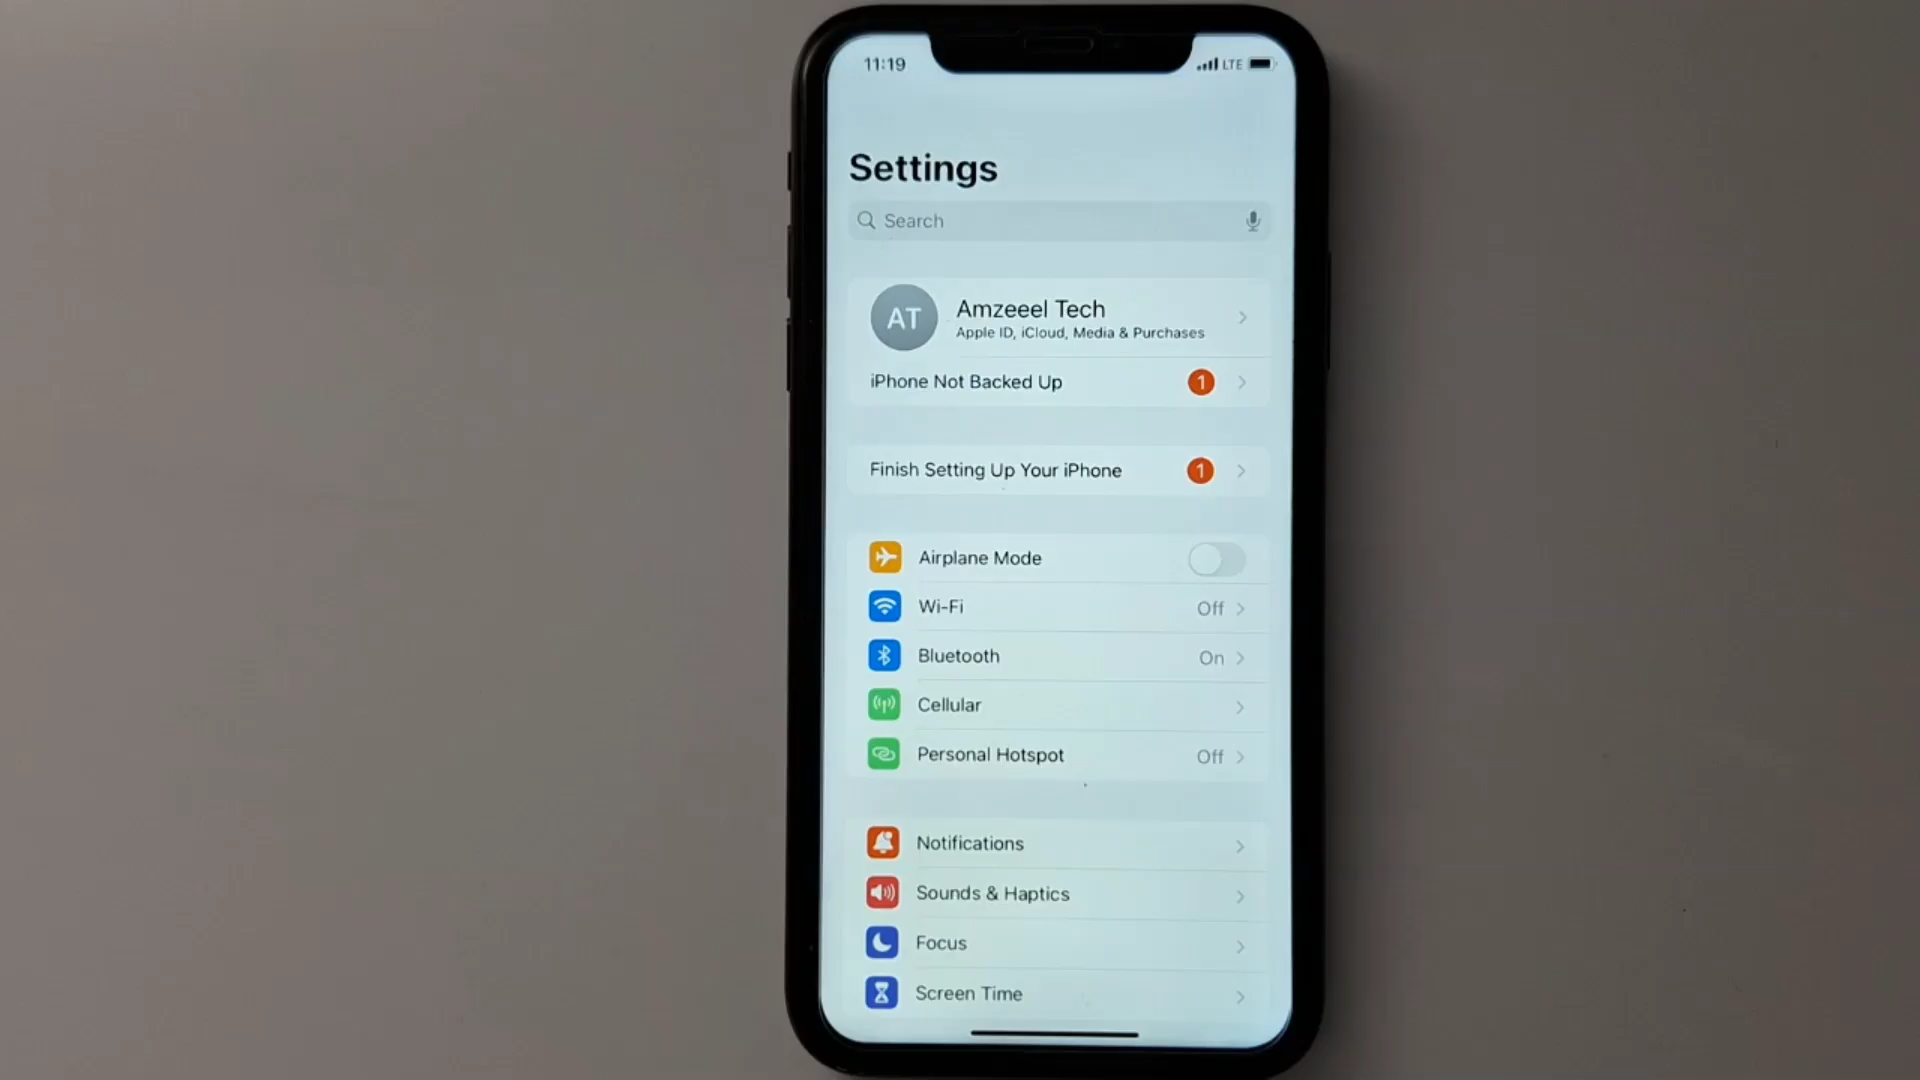 11:19 LTE
Settings
Search
AT
Amzeeel Tech
Apple ID, iCloud, Media & Purchases
iPhone Not Backed Up 1
Finish Setting Up Your iPhone 1
Airplane Mode
Wi-Fi Off
Bluetooth On
Cellular
Personal Hotspot Off
Notifications
Sounds & Haptics
Focus
Screen Time